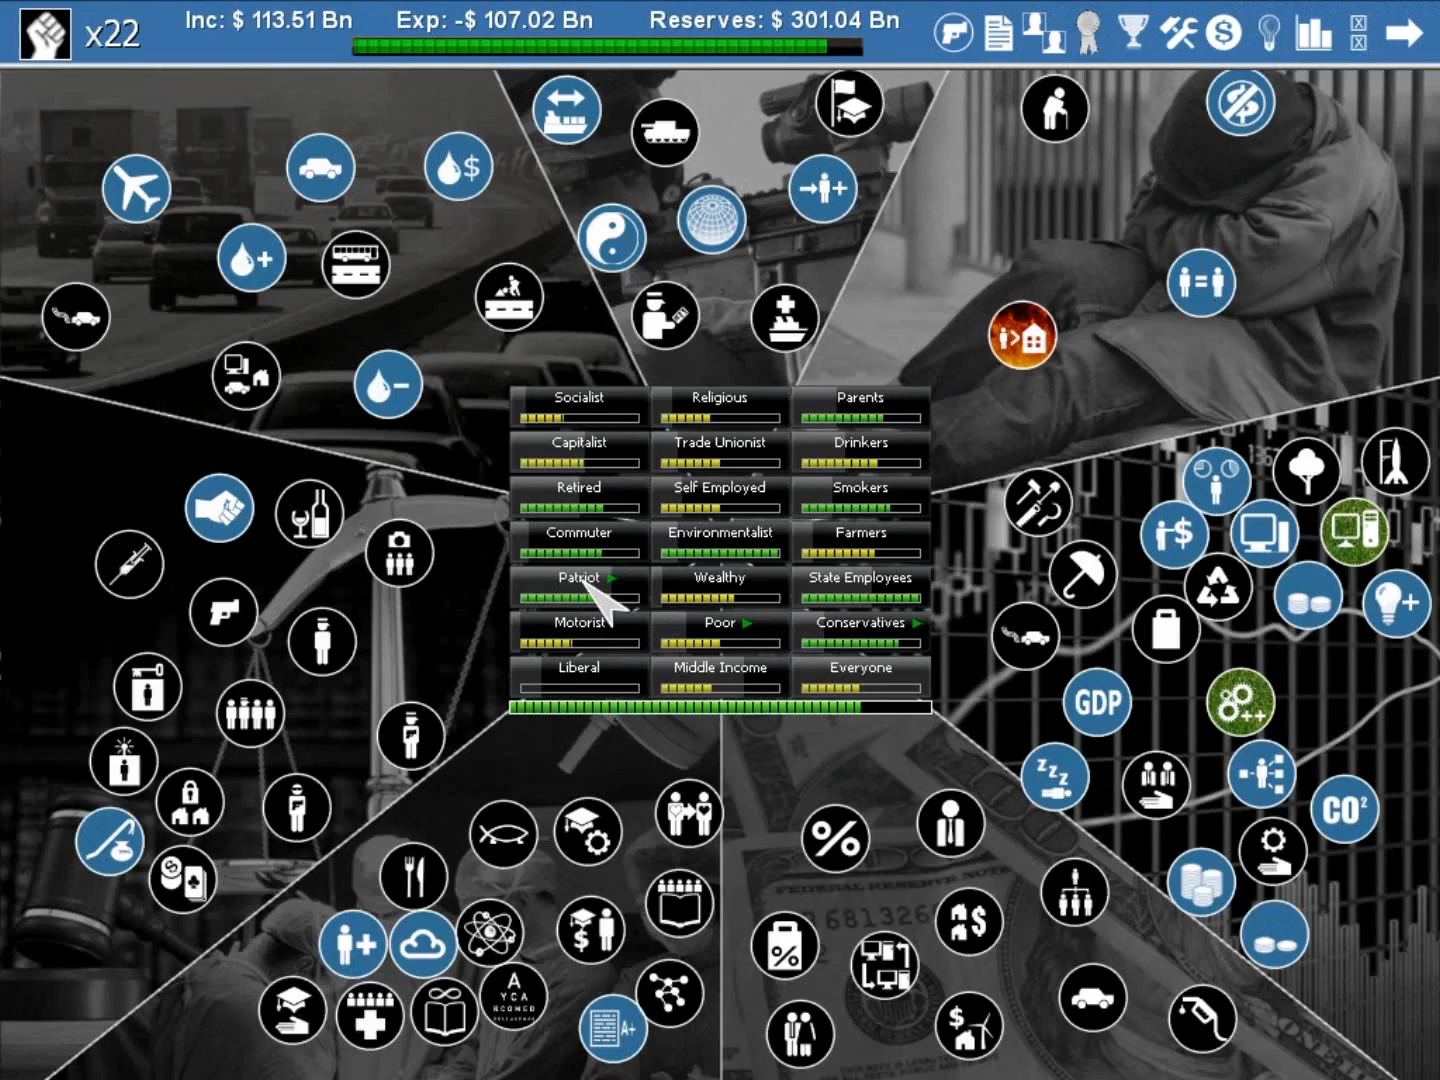 x22
Inc: $ 113.51 Bn
Exp: -$ 107.02 Bn
Reserves: $ 301.04 Bn
Socialist
Religious
Parents
Capitalist
Trade Unionist
Drinkers
Retired
Self Employed
Smokers
Commuter
Environmentalist
Farmers
Patriot
Wealthy
State Employees
Motorist
Poor
Conservatives
Liberal
Middle Income
Everyone
GDP
CO²
ZZZ
A+
A
YCA